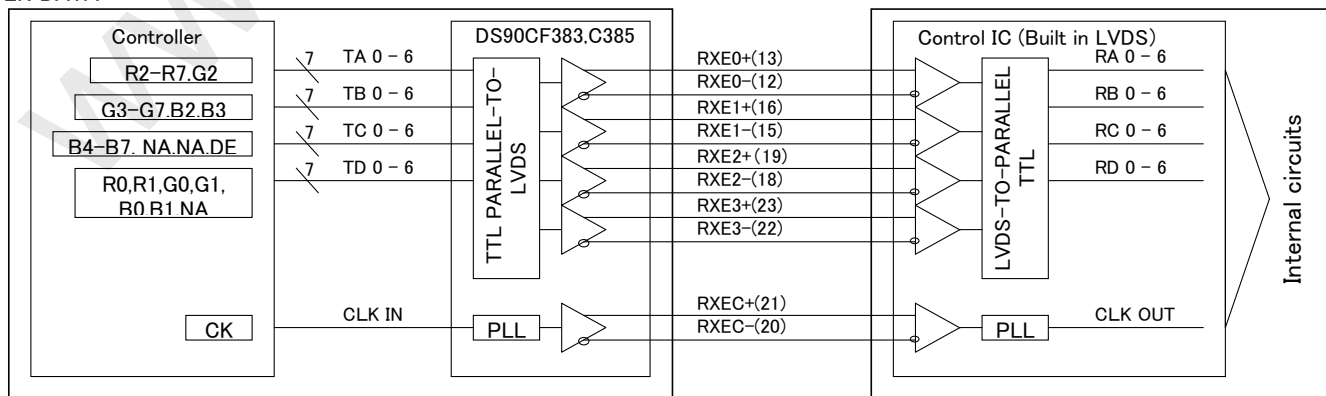 Controller
DS90CF383,C385
Control IC (Built in LVDS)
R2-R7.G2
7
TA 0 - 6
G3-G7.B2.B3
7
TB 0 - 6
B4-B7. NA.NA.DE
7
TC 0 - 6
R0,R1,G0,G1,
B0.B1.NA
7
TD 0 - 6
TTL PARALLEL-TO-
LVDS
RXE0+(13)
RXE0-(12)
RXE1+(16)
RXE1-(15)
RXE2+(19)
RXE2-(18)
RXE3+(23)
RXE3-(22)
LVDS-TO-PARALLEL
TTL
RA 0 - 6
RB 0 - 6
RC 0 - 6
RD 0 - 6
Internal circuits
CK
CLK IN
PLL
RXEC+(21)
RXEC-(20)
PLL
CLK OUT